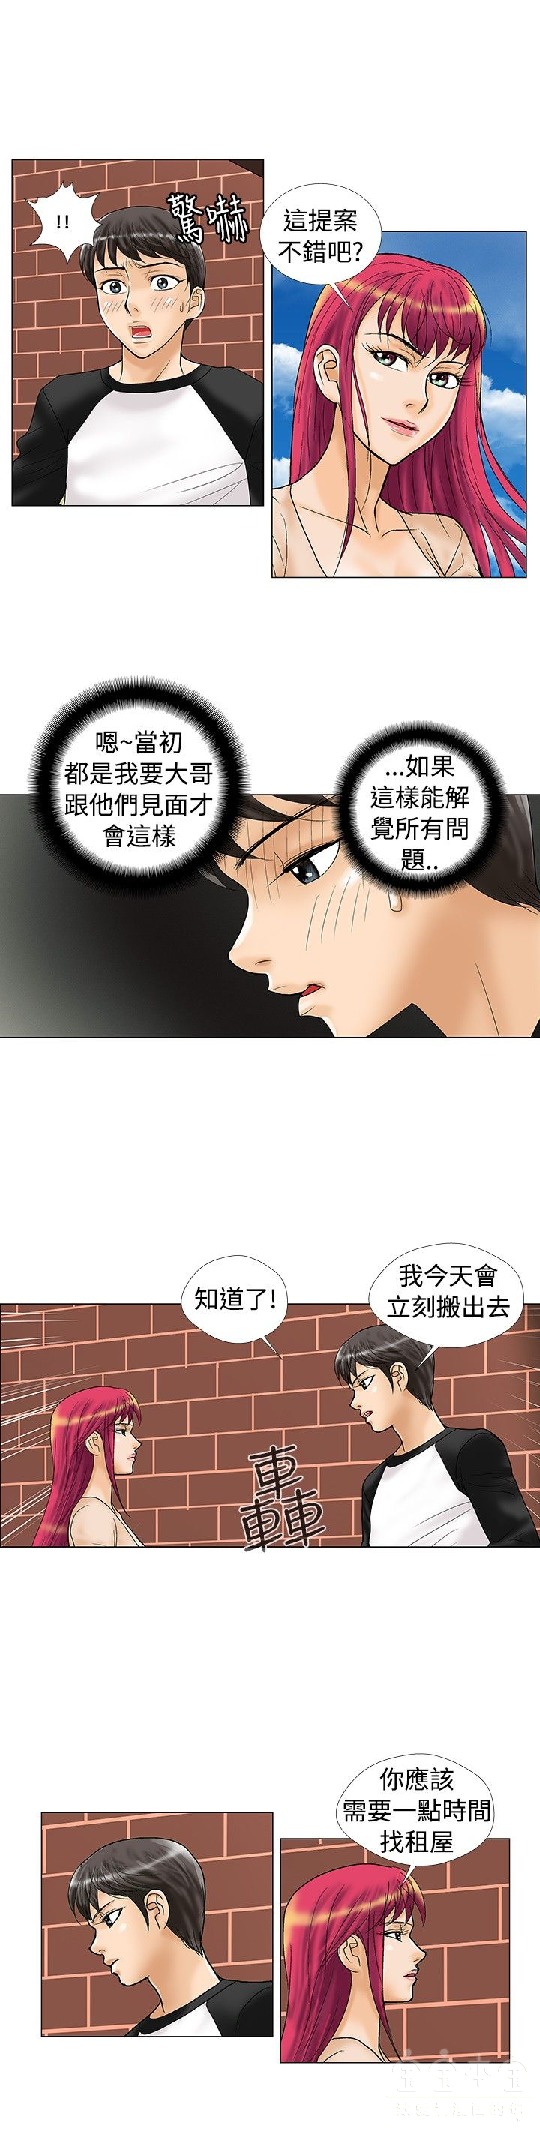 !!
驚嚇
這提案
不錯吧?
嗯~當初
都是我要大哥
跟他們見面才
會這樣
...如果
這樣能解
覺所有問
題..
知道了!
我今天會
立刻搬出去
轟
你應該
需要一點時間
找租屋